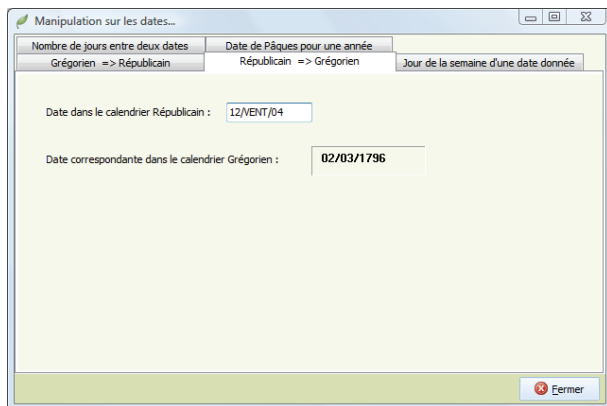 Manipulation sur les dates...
Nombre de jours entre deux dates
Date de Pâques pour une année
Grégorien => Républicain
Républicain => Grégorien
Jour de la semaine d'une date donnée
Date dans le calendrier Républicain :
12/VENT/04
Date correspondante dans le calendrier Grégorien :
02/03/1796
Fermer